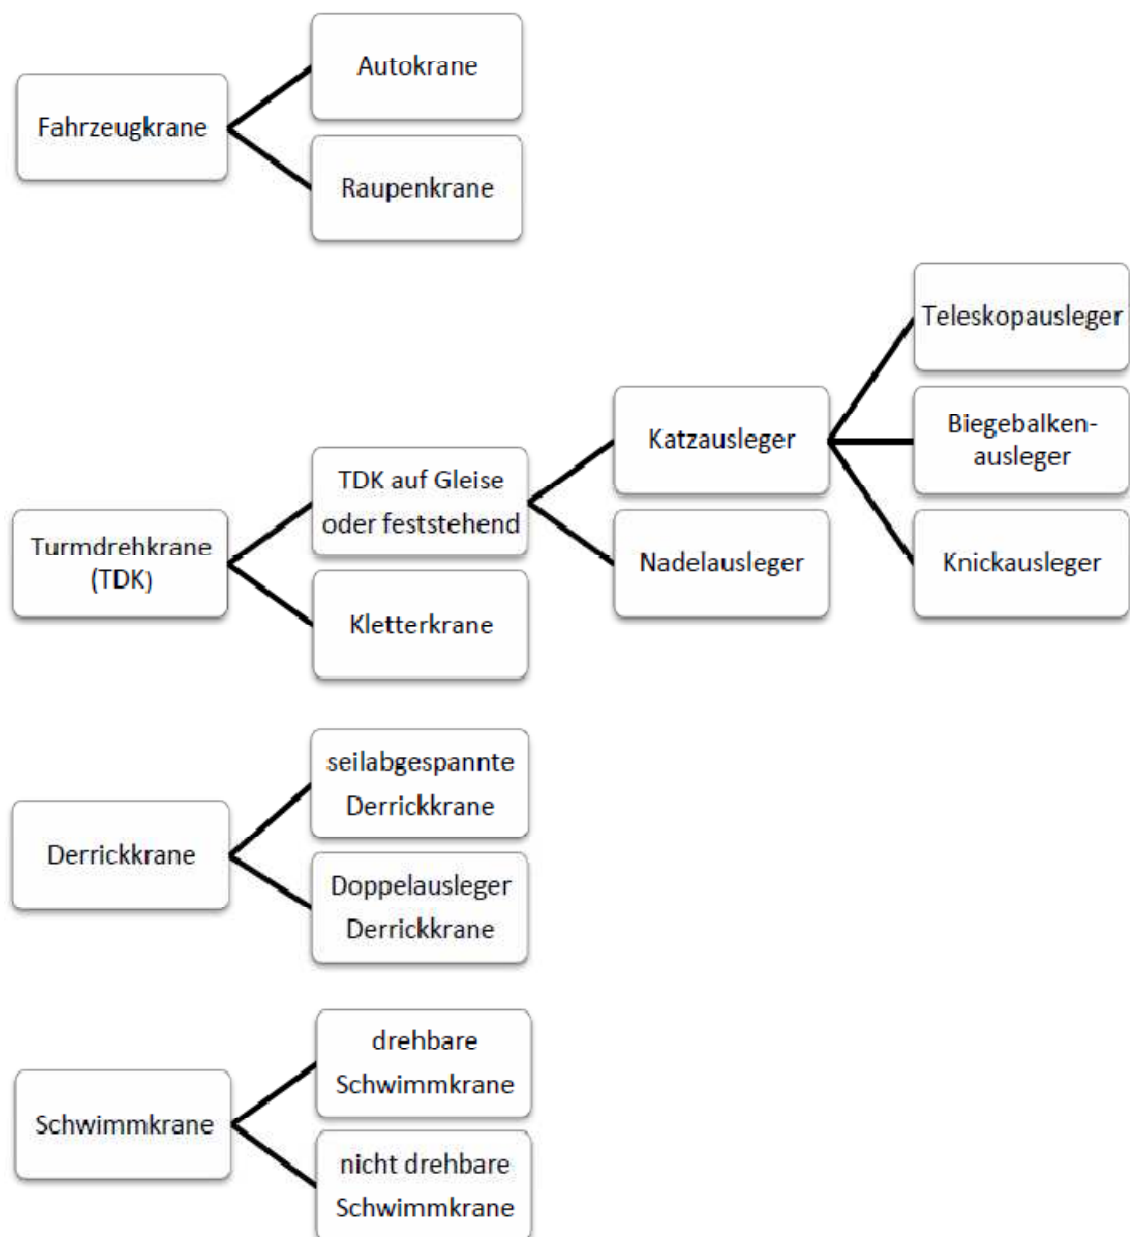 Fahrzeugkrane
Autokrane
Raupenkrane
Turmdrehkrane
(TDK)
TDK auf Gleise
oder feststehend
Kletterkrane
Katzausleger
Nadelausleger
Teleskopausleger
Biegebalken-
ausleger
Knickausleger
Derrickkrane
seilabgespannte
Derrickkrane
Doppelausleger
Derrickkrane
Schwimmkrane
drehbare
Schwimmkrane
nicht drehbare
Schwimmkrane